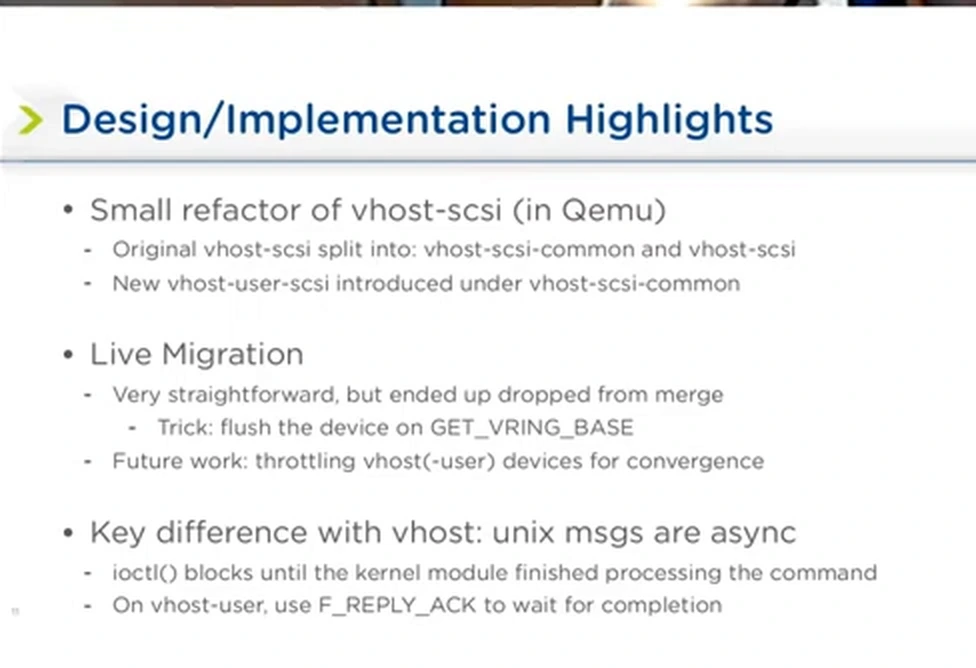 Design/Implementation Highlights
• Small refactor of vhost-scsi (in Qemu)
- Original vhost-scsi split into: vhost-scsi-common and vhost-scsi
- New vhost-user-scsi introduced under vhost-scsi-common
• Live Migration
- Very straightforward, but ended up dropped from merge
- Trick: flush the device on GET_VRING_BASE
- Future work: throttling vhost(-user) devices for convergence
• Key difference with vhost: unix msgs are async
- ioctl() blocks until the kernel module finished processing the command
- On vhost-user, use F_REPLY_ACK to wait for completion